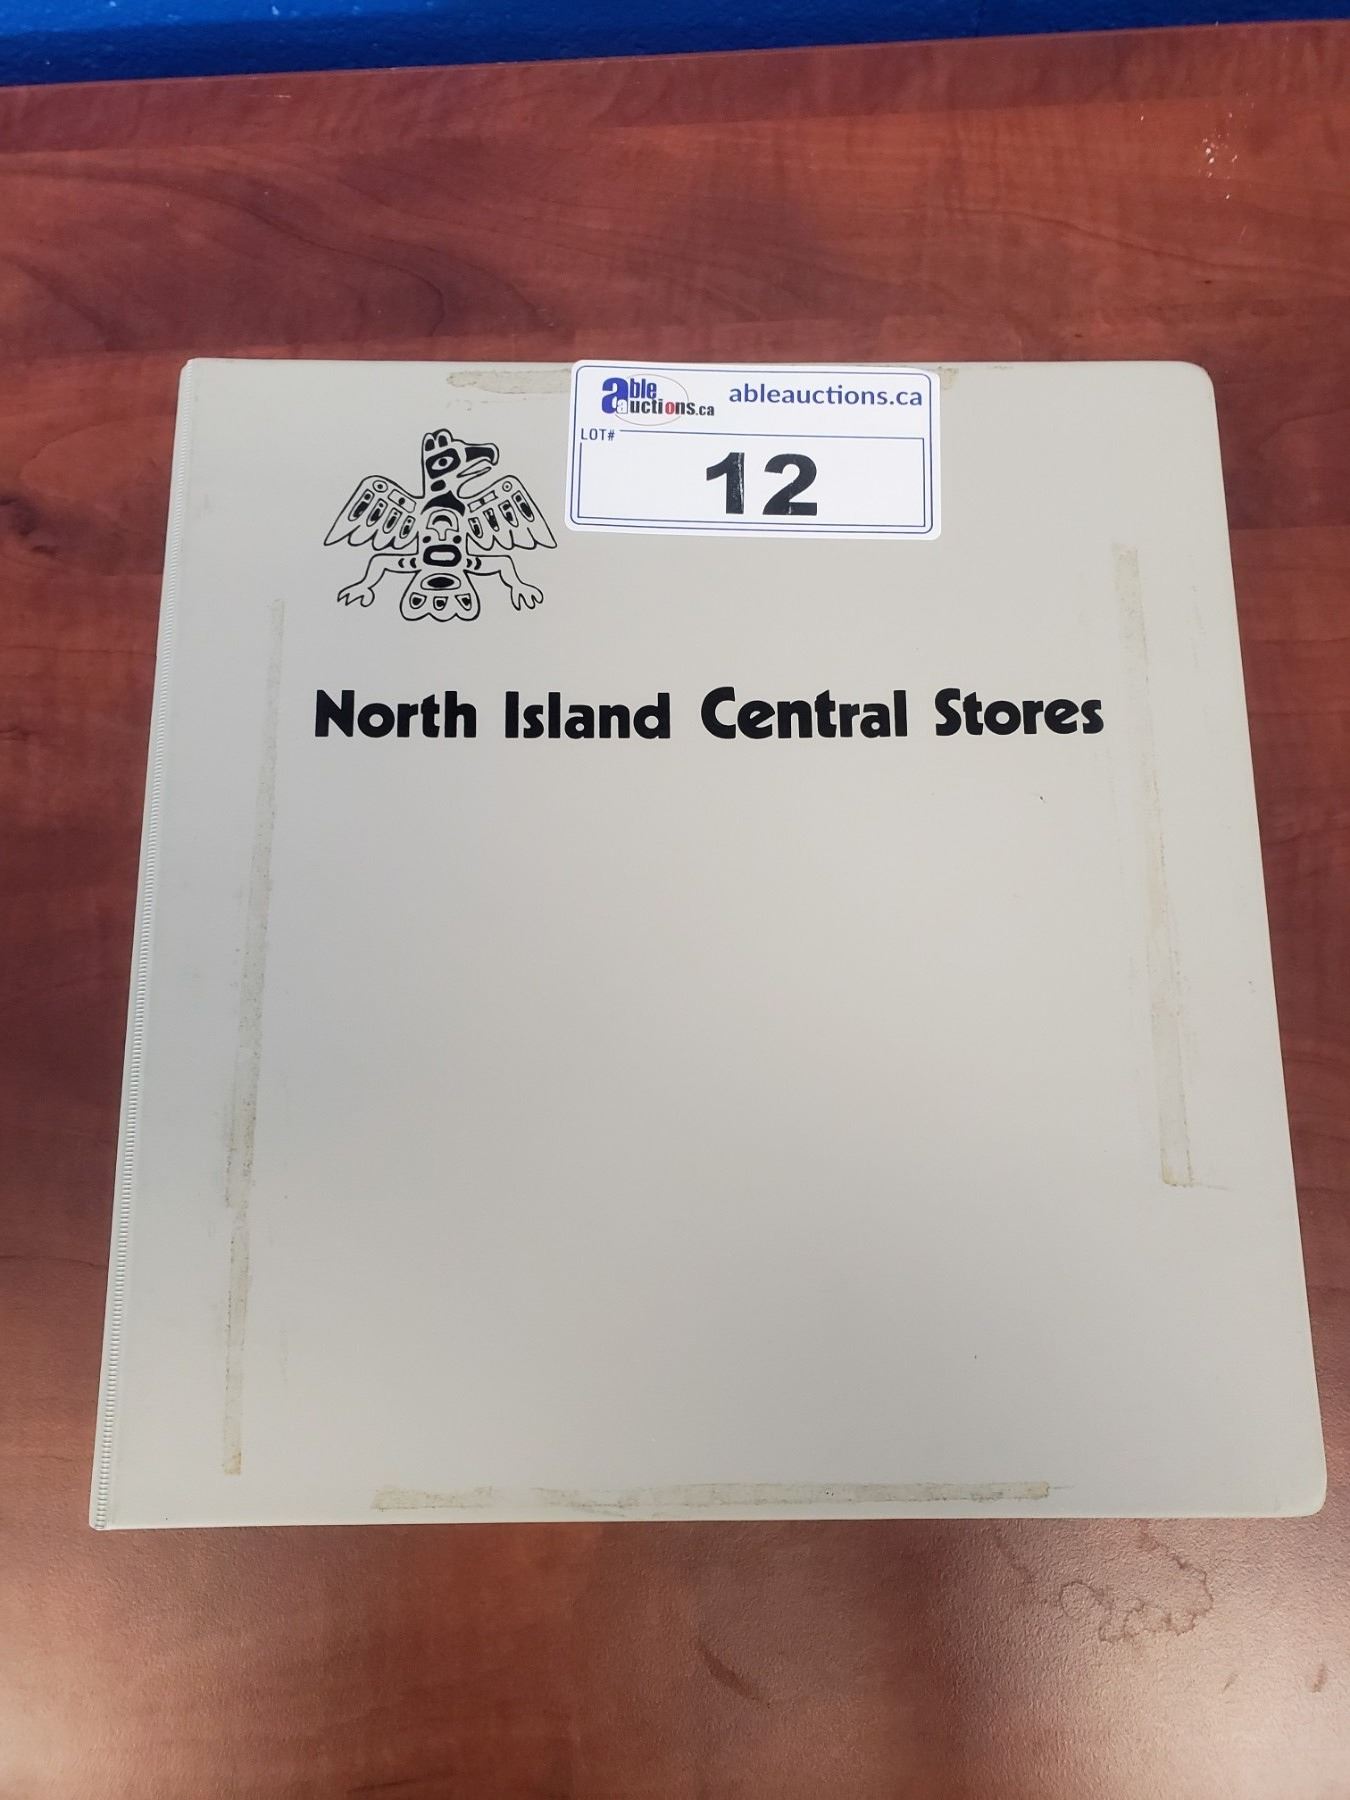 able auctions.ca
ableauctions.ca
LOT#
12
North Island Central Stores